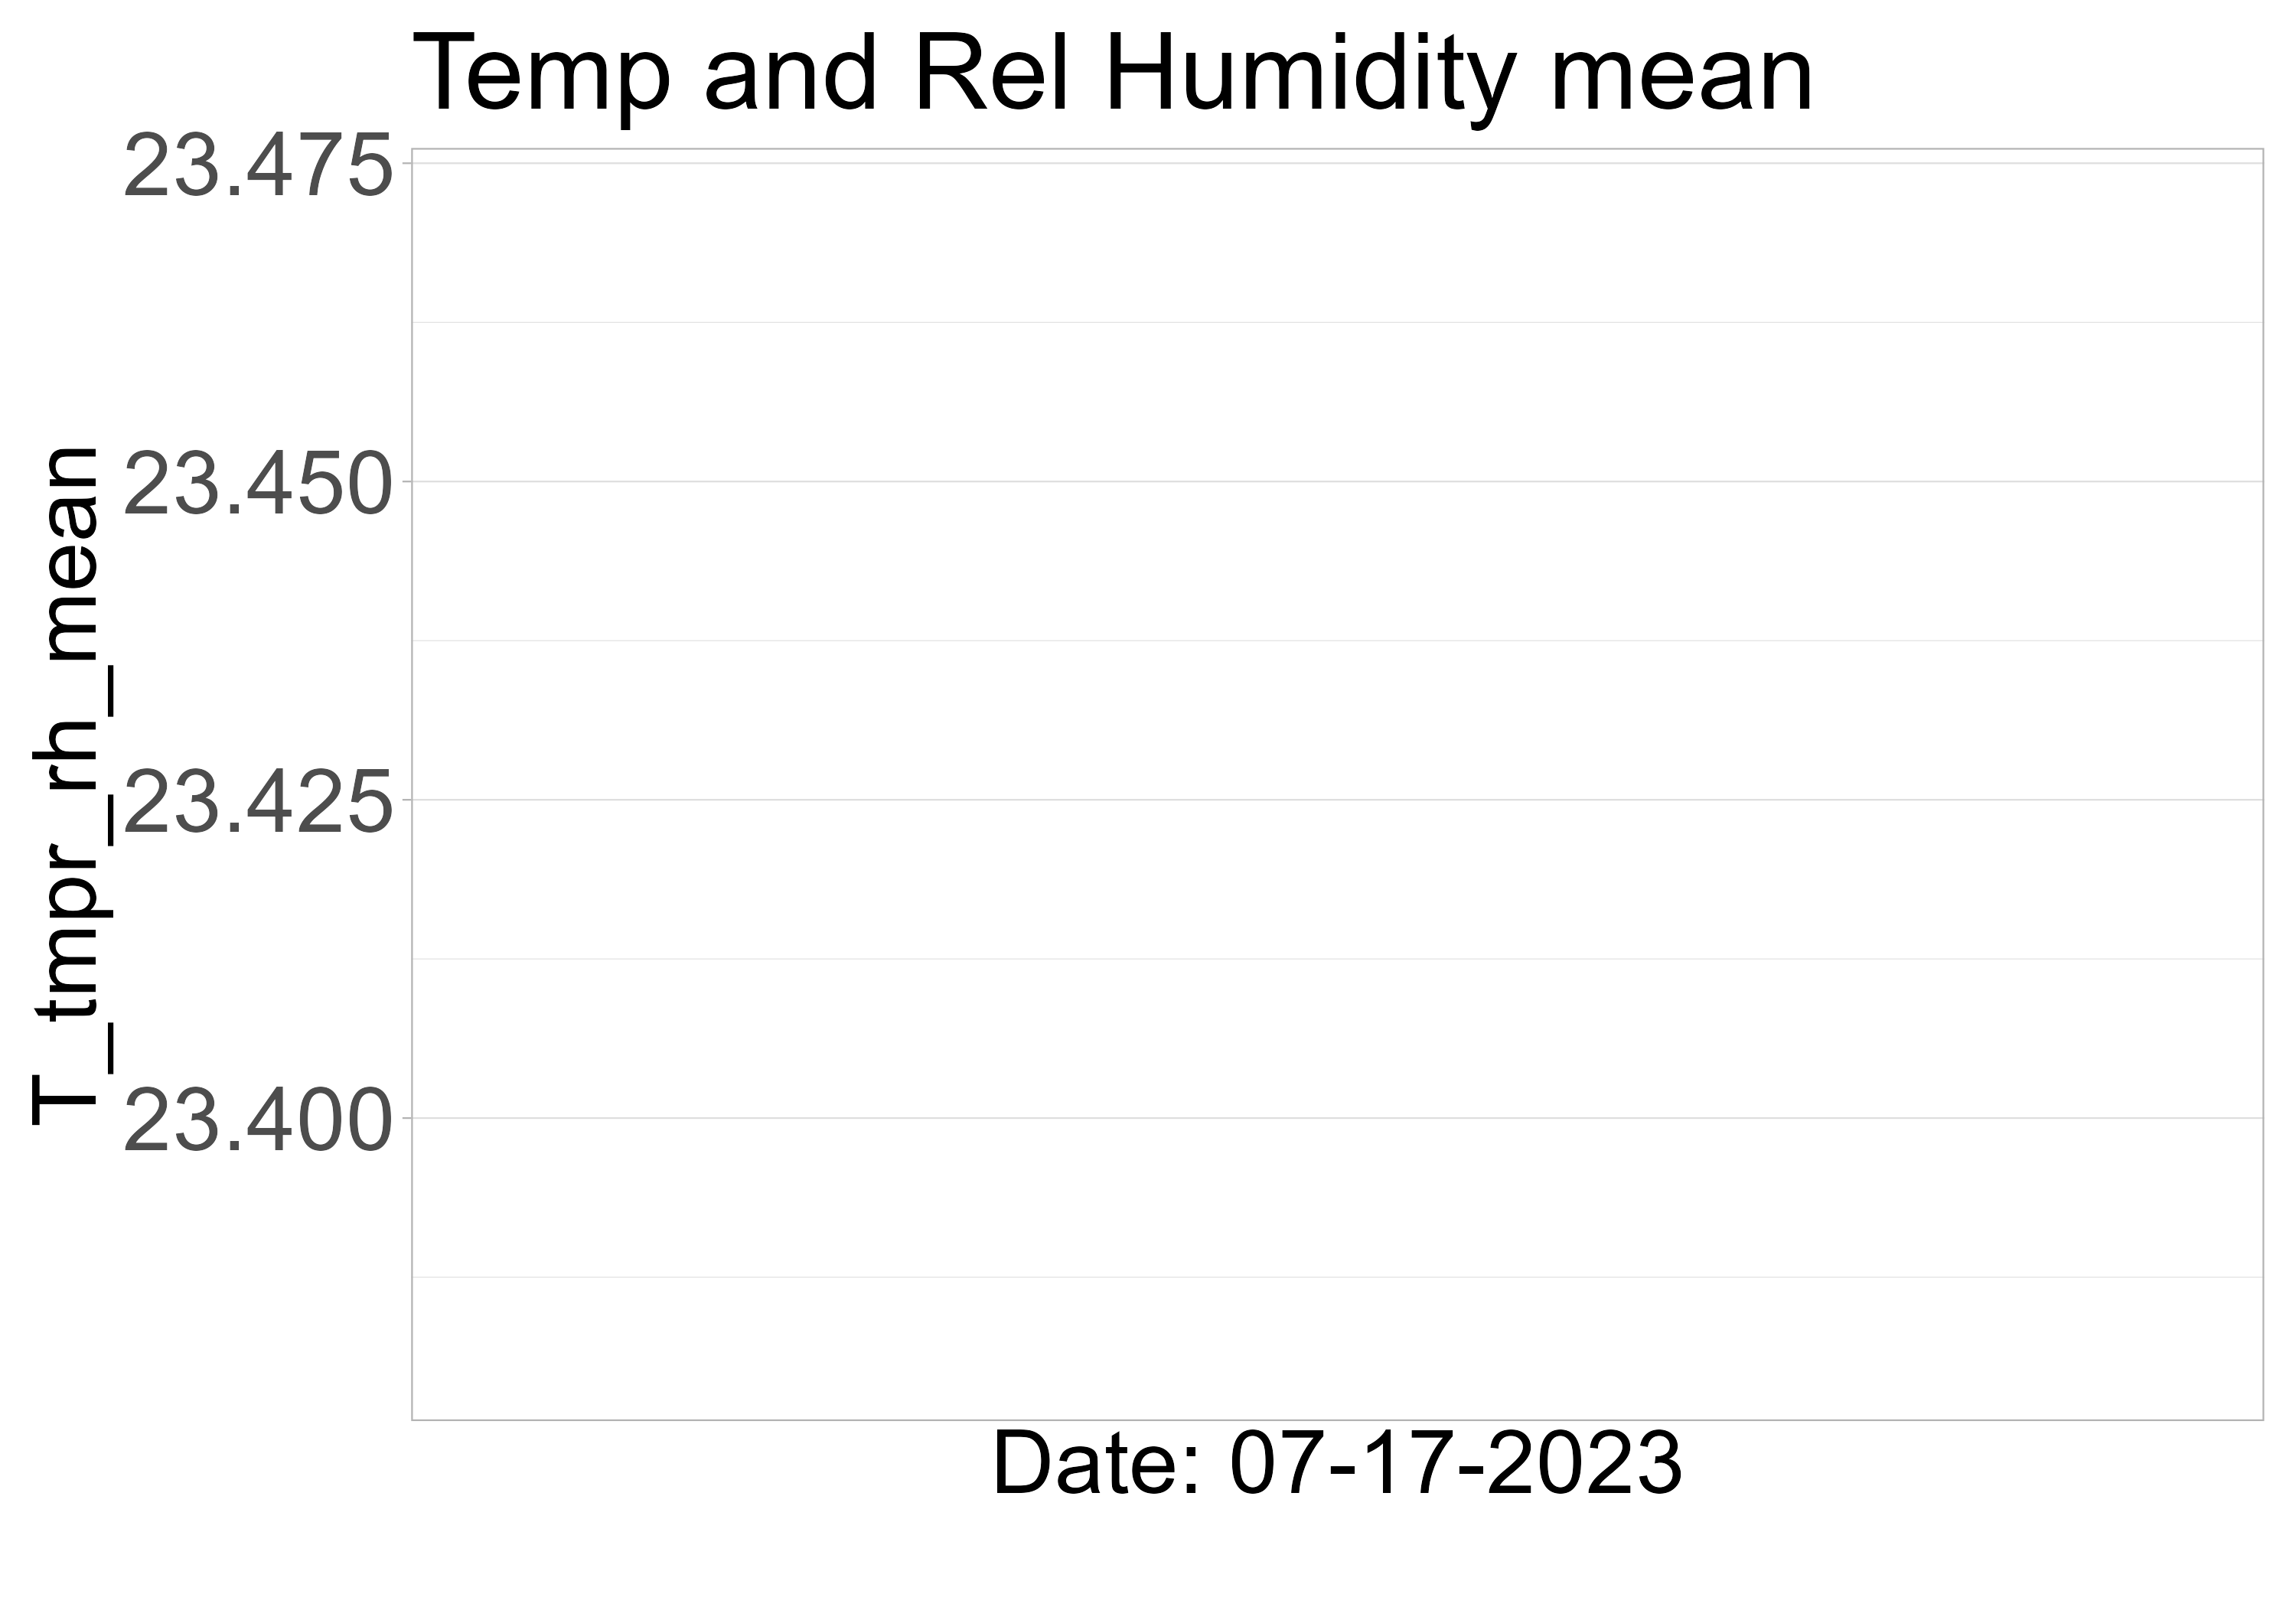 Temp and Rel Humidity mean
T_tmpr_rh_mean
23.475
23.450
23.425
23.400
Date: 07-17-2023